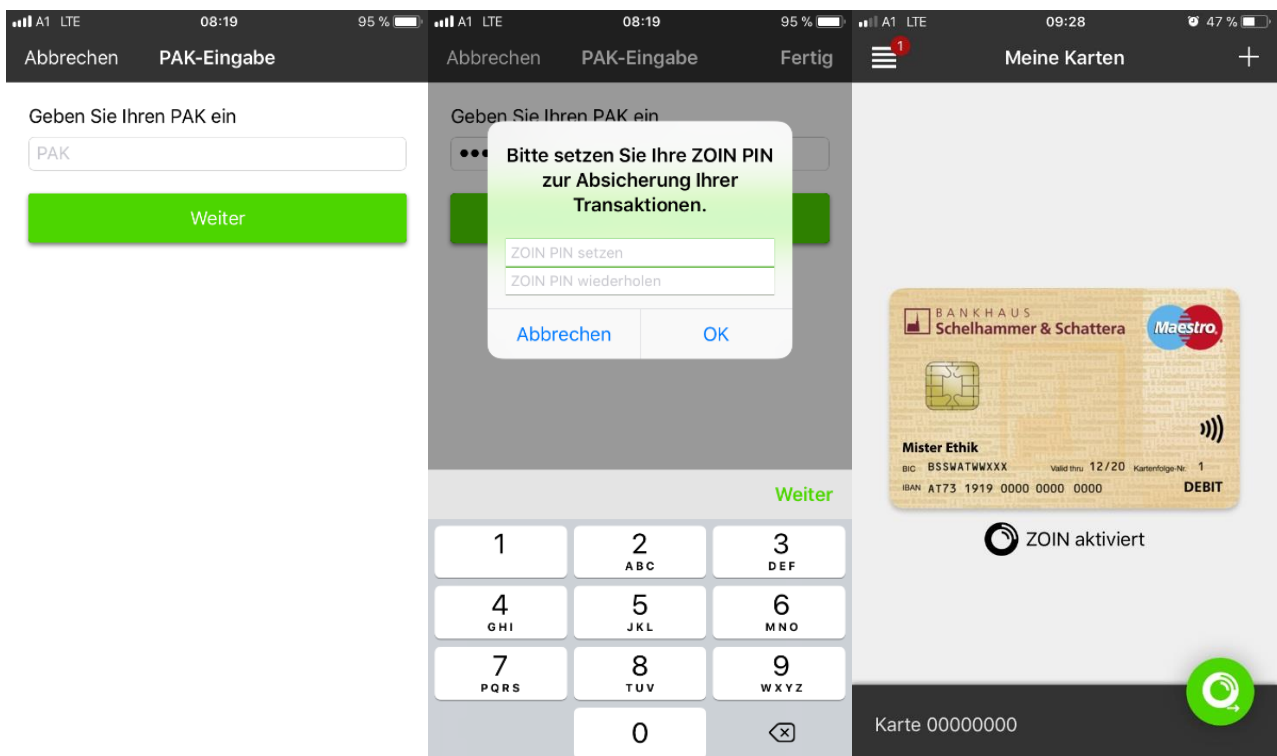 A1 LTE 08:19 95 %
Abbrechen PAK-Eingabe
Geben Sie Ihren PAK ein
PAK
Weiter
A1 LTE 08:19 95 %
Abbrechen PAK-Eingabe Fertig
Geben Sie Ihren PAK ein
Bitte setzen Sie Ihre ZOIN PIN
zur Absicherung Ihrer
Transaktionen.
ZOIN PIN setzen
ZOIN PIN wiederholen
Abbrechen OK
Weiter
1 2 3
ABC DEF
4 5 6
GHI JKL MNO
7 8 9
PQRS TUV WXYZ
0
A1 LTE 09:28 47 %
1
Meine Karten
BANKHAUS
Schelhammer & Schattera
Maestro
Mister Ethik
BIC BSSWATWWXXX Valid thru 12/20 Kartenfolge-Nr. 1
IBAN AT73 1919 0000 0000 0000 DEBIT
ZOIN aktiviert
Karte 00000000